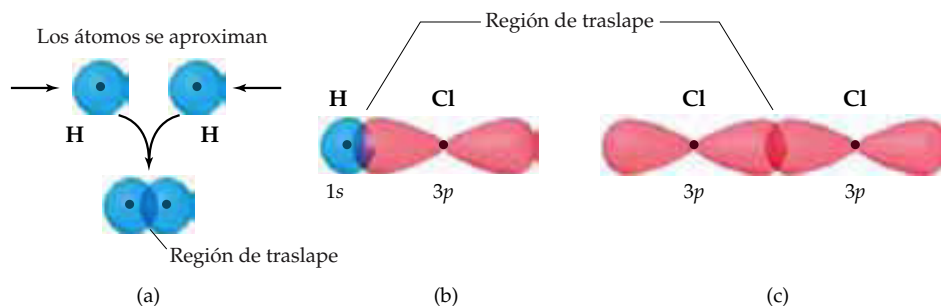 Los átomos se aproximan
H
H
Región de traslape
(a)
Región de traslape
H
Cl
1s
3p
(b)
Cl
Cl
3p
3p
(c)